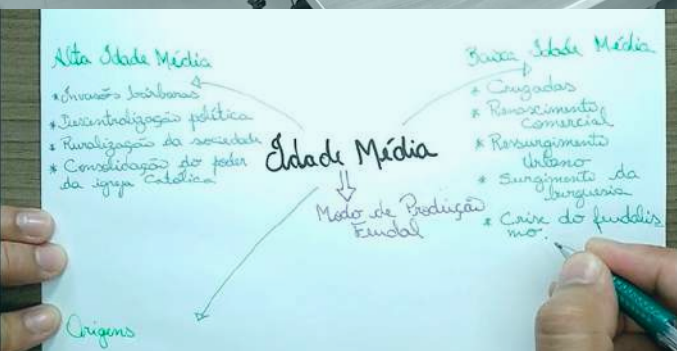 Alta Idade Média
* Invasões bárbaras
* Descentralização política
* Ruralização da sociedade
* Consolidação do poder
da igreja Católica
Idade Média
Modo de Produção
Feudal
Baixa Idade Média
* Cruzadas
* Renascimento
Comercial
* Ressurgimento
Urbano
* Surgimento da
burguesia
* Crise do feudalis
mo.
Origens